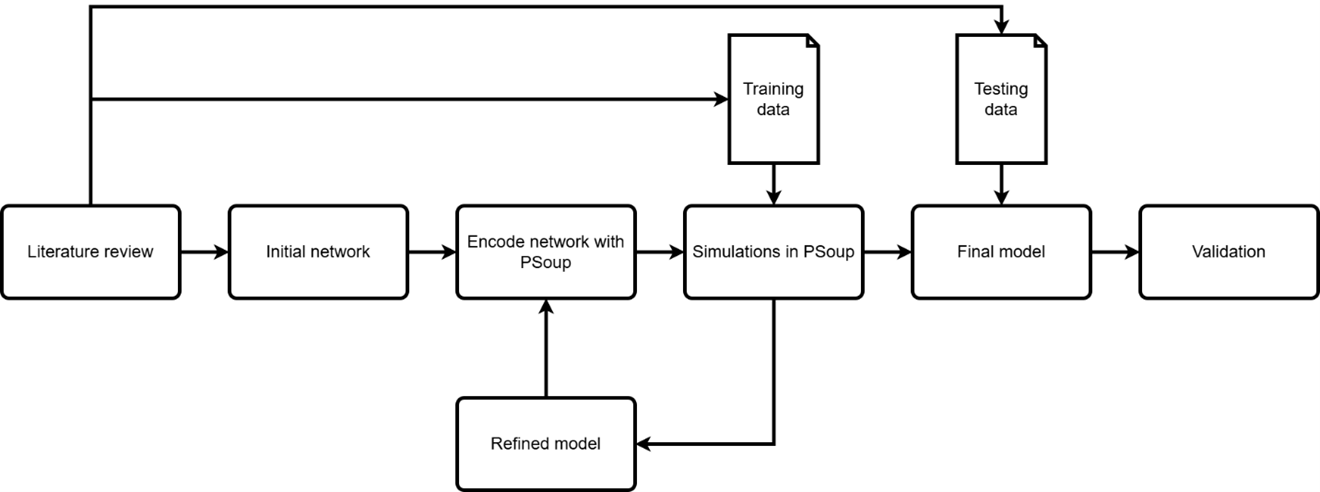 Training
data
Testing
data
Literature review
Initial network
Encode network with
PSoup
Simulations in PSoup
Final model
Validation
Refined model